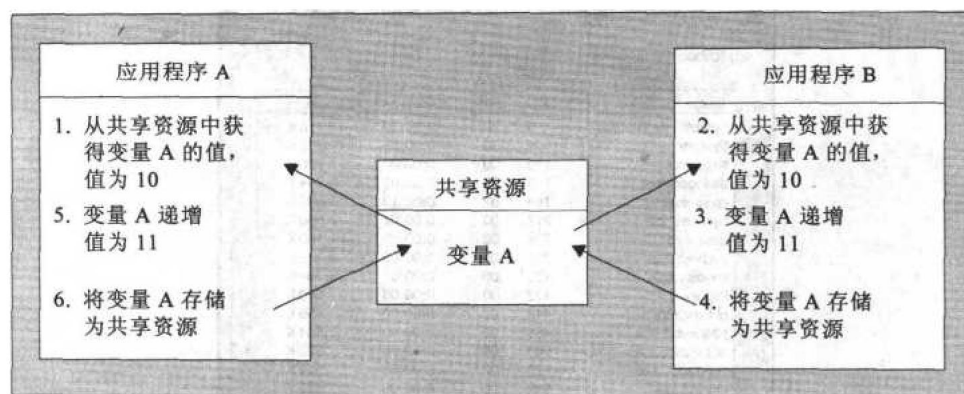 应用程序 A
1. 从共享资源中获
得变量 A 的值，
值为 10
5. 变量 A 递增
值为 11
6. 将变量 A 存储
为共享资源
共享资源
变量 A
应用程序 B
2. 从共享资源中获
得变量 A 的值，
值为 10
3. 变量 A 递增
值为 11
4. 将变量 A 存储
为共享资源